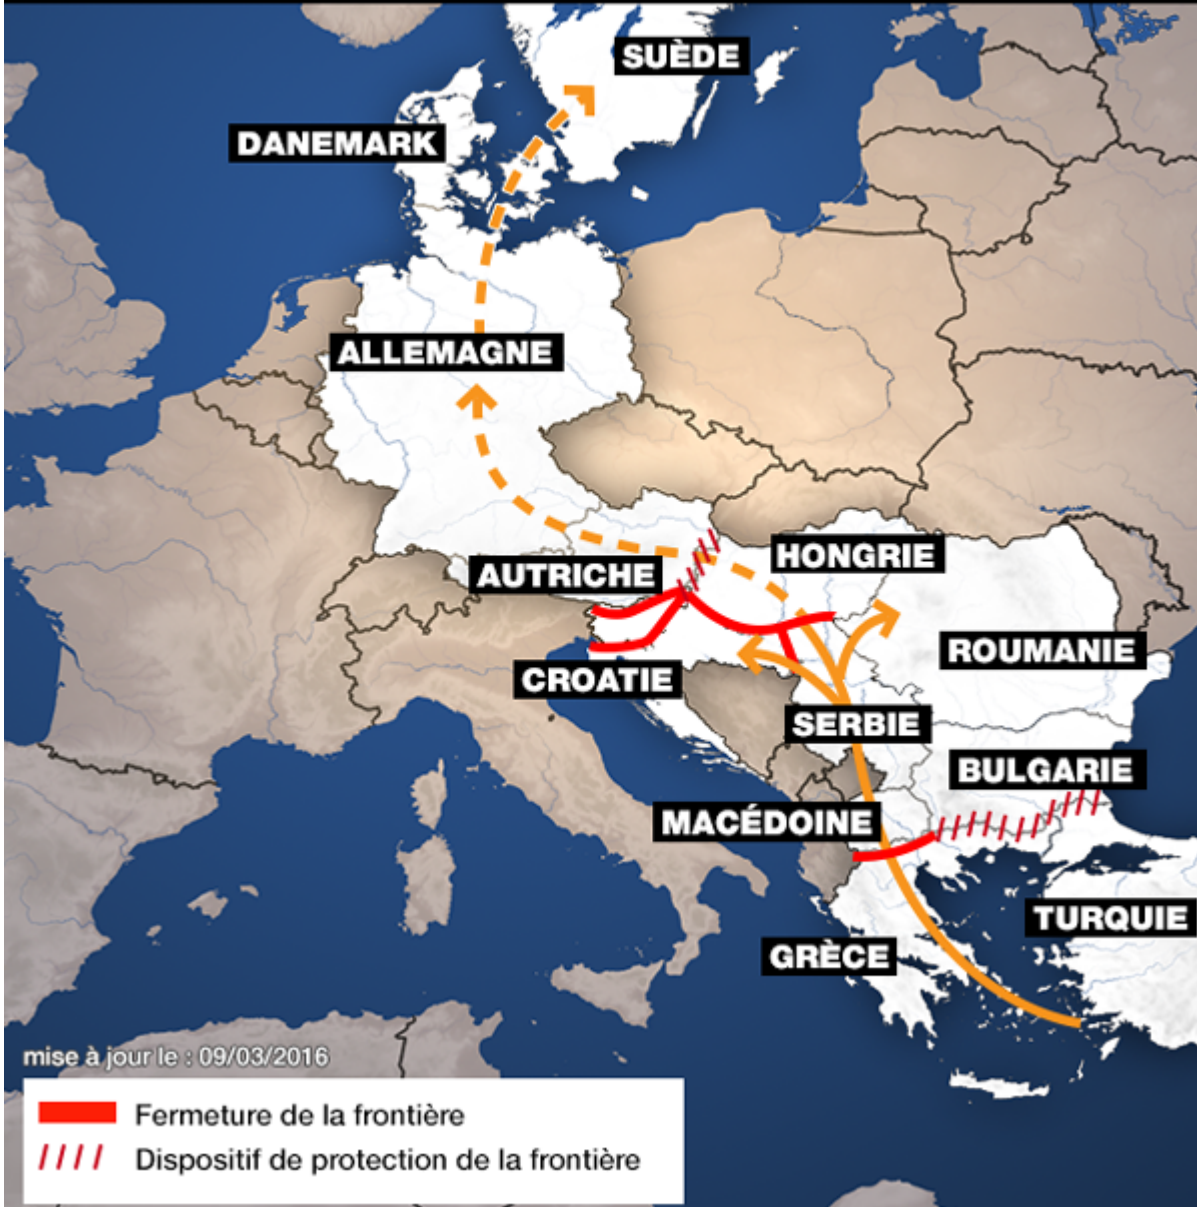 SUÈDE
DANEMARK
ALLEMAGNE
HONGRIE
AUTRICHE
ROUMANIE
CROATIE
SERBIE
BULGARIE
MACÉDOINE
TURQUIE
GRÈCE
mise à jour le : 09/03/2016
Fermeture de la frontière
Dispositif de protection de la frontière